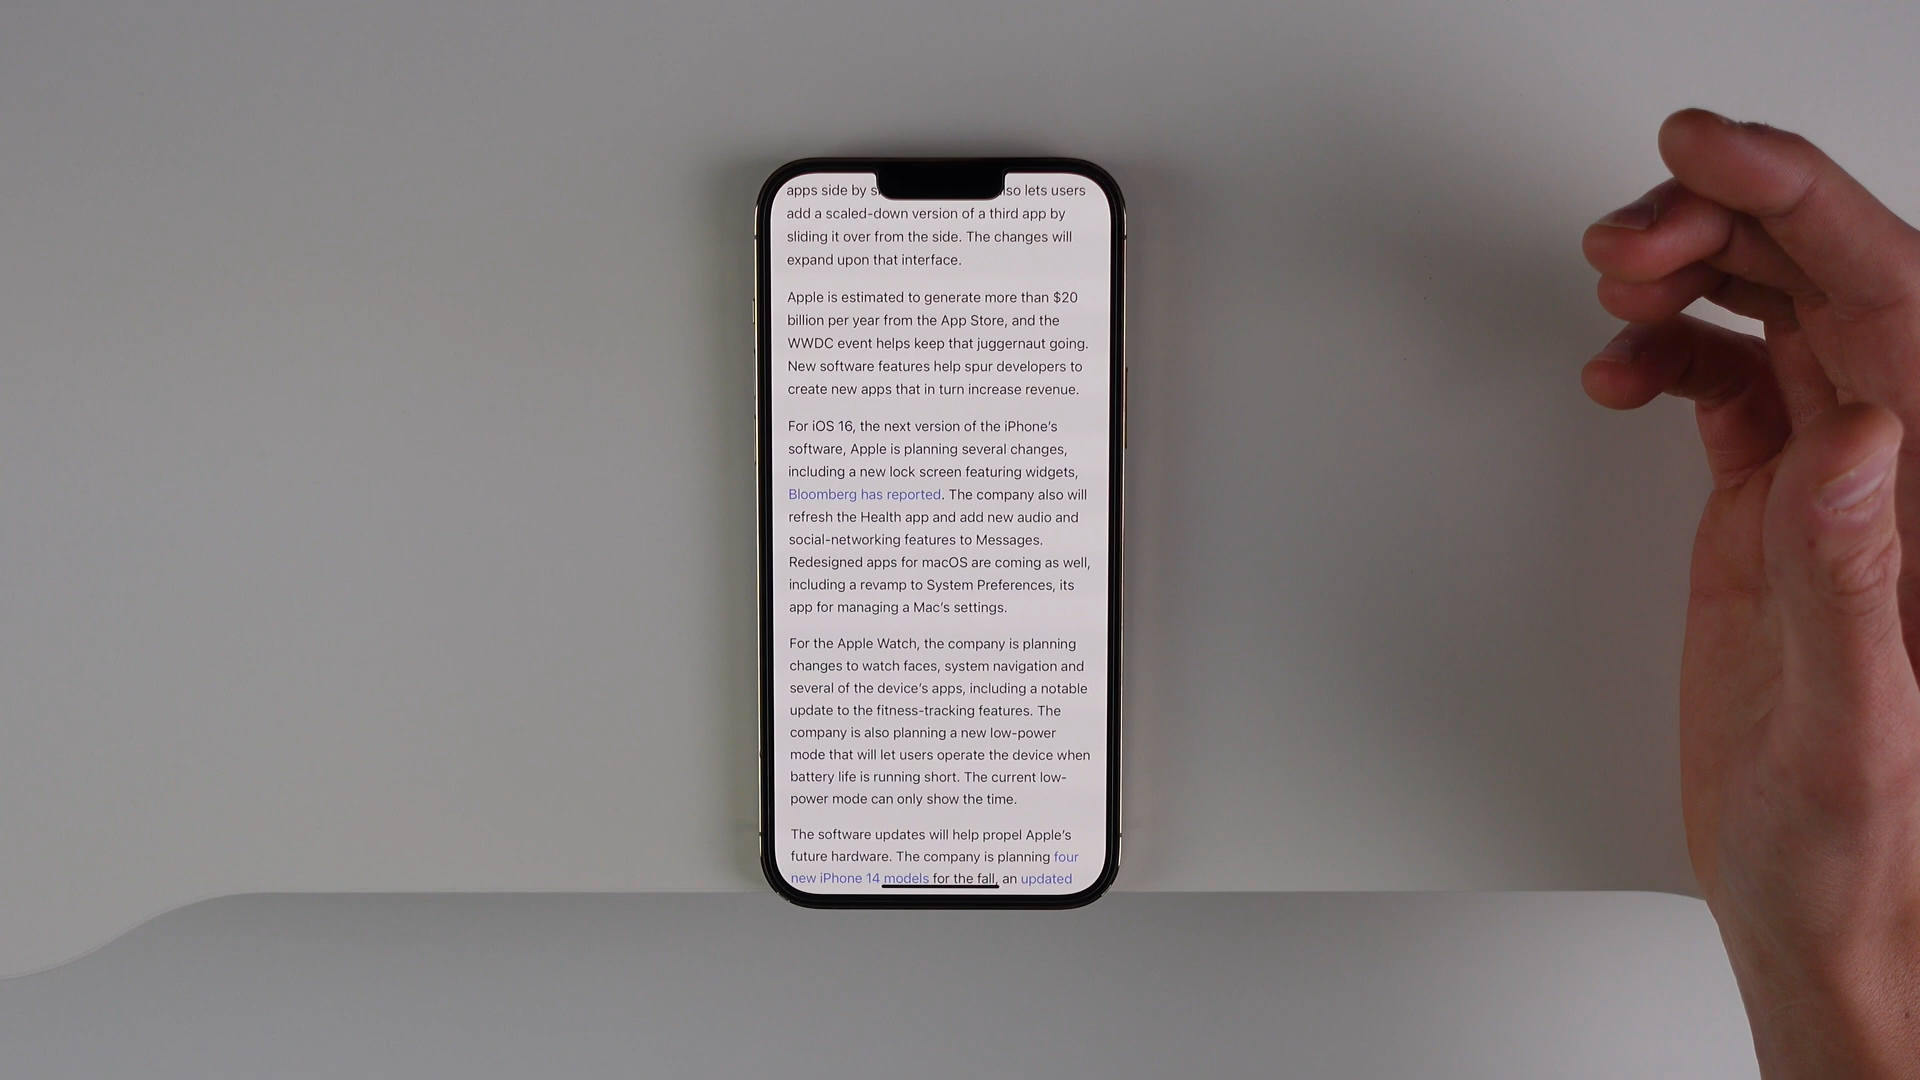 apps side by lso lets users
add a scaled-down version of a third app by
sliding it over from the side. The changes will
expand upon that interface.
Apple is estimated to generate more than $20
billion per year from the App Store, and the
WWDC event helps keep that juggernaut going.
New software features help spur developers to
create new apps that in turn increase revenue.
For iOS 16, the next version of the iPhone’s
software, Apple is planning several changes,
including a new lock screen featuring widgets,
Bloomberg has reported. The company also will
refresh the Health app and add new audio and
social-networking features to Messages.
Redesigned apps for macOS are coming as well,
including a revamp to System Preferences, its
app for managing a Mac’s settings.
For the Apple Watch, the company is planning
changes to watch faces, system navigation and
several of the device’s apps, including a notable
update to the fitness-tracking features. The
company is also planning a new low-power
mode that will let users operate the device when
battery life is running short. The current low-
power mode can only show the time.
The software updates will help propel Apple’s
future hardware. The company is planning four
new iPhone 14 models for the fall, an updated